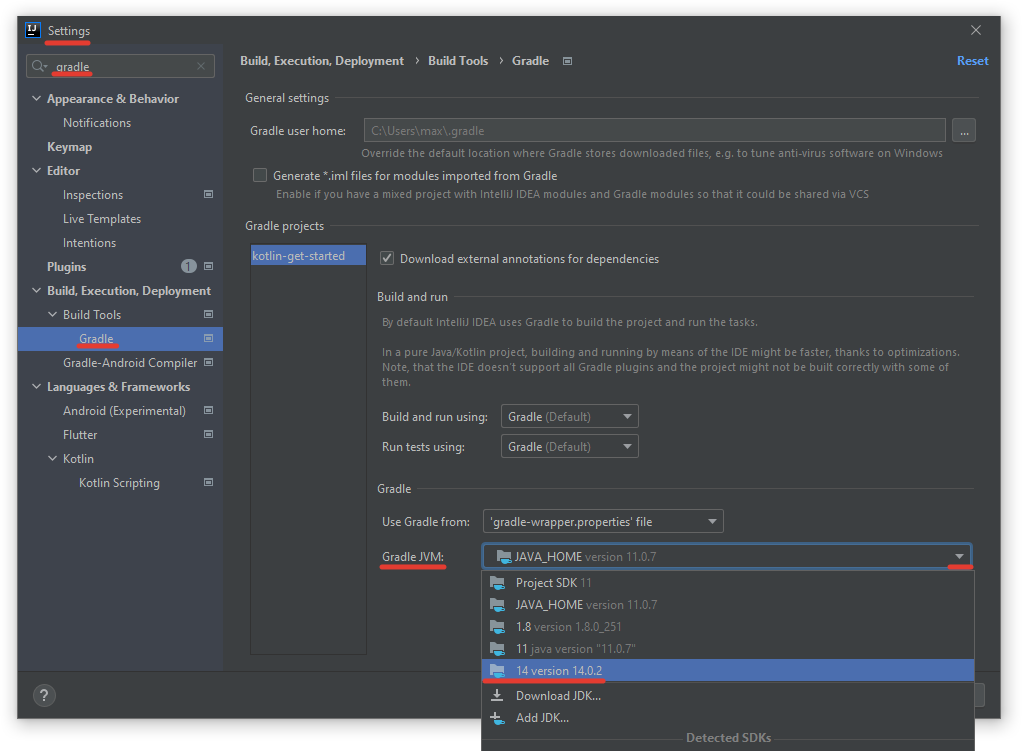 IJ Settings
gradle
Appearance & Behavior
Notifications
Keymap
Editor
Inspections
Live Templates
Intentions
Plugins 1
Build, Execution, Deployment
Build Tools
Gradle
Gradle-Android Compiler
Languages & Frameworks
Android (Experimental)
Flutter
Kotlin
Kotlin Scripting
?
Build, Execution, Deployment › Build Tools › Gradle
Reset
General settings
Gradle user home: C:\Users\max\.gradle ...
Override the default location where Gradle stores downloaded files, e.g. to tune anti-virus software on Windows
Generate *.iml files for modules imported from Gradle
Enable if you have a mixed project with IntelliJ IDEA modules and Gradle modules so that it could be shared via VCS
Gradle projects
kotlin-get-started
Download external annotations for dependencies
Build and run
By default IntelliJ IDEA uses Gradle to build the project and run the tasks.
In a pure Java/Kotlin project, building and running by means of the IDE might be faster, thanks to optimizations.
Note, that the IDE doesn't support all Gradle plugins and the project might not be built correctly with some of
them.
Build and run using: Gradle (Default)
Run tests using: Gradle (Default)
Gradle
Use Gradle from: 'gradle-wrapper.properties' file
Gradle JVM: JAVA_HOME version 11.0.7
Project SDK 11
JAVA_HOME version 11.0.7
1.8 version 1.8.0_251
11 java version "11.0.7"
14 version 14.0.2
Download JDK...
Add JDK...
Detected SDKs